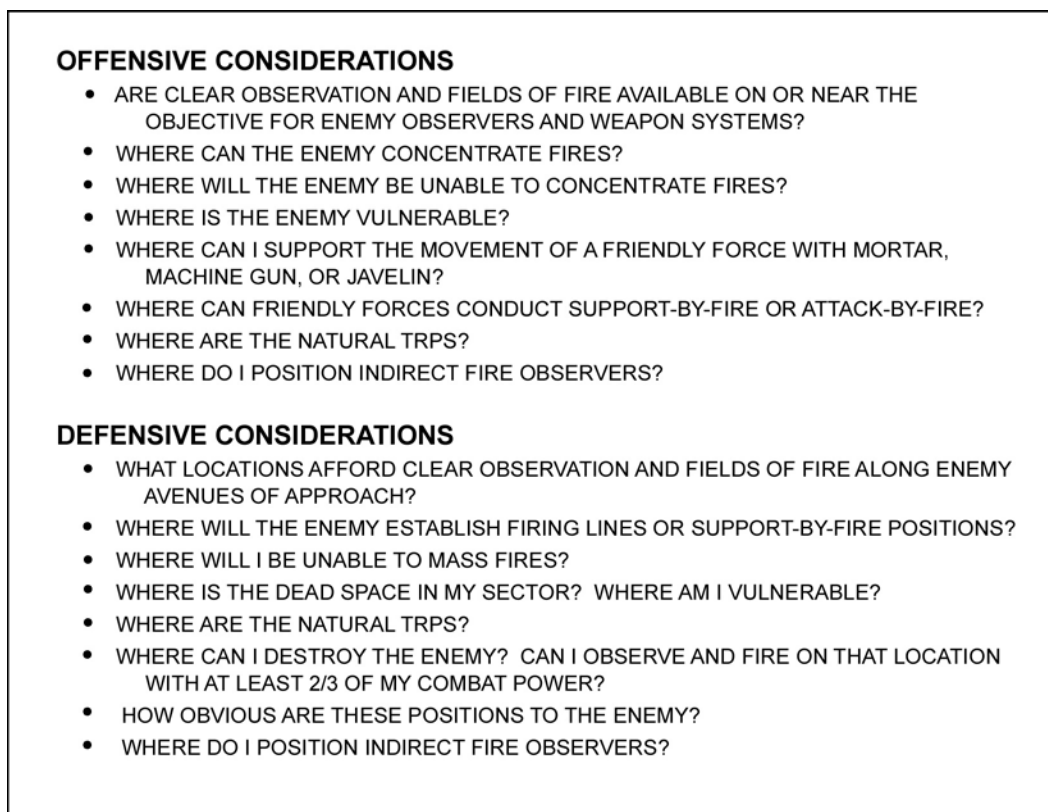 OFFENSIVE CONSIDERATIONS
• ARE CLEAR OBSERVATION AND FIELDS OF FIRE AVAILABLE ON OR NEAR THE
OBJECTIVE FOR ENEMY OBSERVERS AND WEAPON SYSTEMS?
• WHERE CAN THE ENEMY CONCENTRATE FIRES?
• WHERE WILL THE ENEMY BE UNABLE TO CONCENTRATE FIRES?
• WHERE IS THE ENEMY VULNERABLE?
• WHERE CAN I SUPPORT THE MOVEMENT OF A FRIENDLY FORCE WITH MORTAR,
MACHINE GUN, OR JAVELIN?
• WHERE CAN FRIENDLY FORCES CONDUCT SUPPORT-BY-FIRE OR ATTACK-BY-FIRE?
• WHERE ARE THE NATURAL TRPS?
• WHERE DO I POSITION INDIRECT FIRE OBSERVERS?
DEFENSIVE CONSIDERATIONS
• WHAT LOCATIONS AFFORD CLEAR OBSERVATION AND FIELDS OF FIRE ALONG ENEMY
AVENUES OF APPROACH?
• WHERE WILL THE ENEMY ESTABLISH FIRING LINES OR SUPPORT-BY-FIRE POSITIONS?
• WHERE WILL I BE UNABLE TO MASS FIRES?
• WHERE IS THE DEAD SPACE IN MY SECTOR? WHERE AM I VULNERABLE?
• WHERE ARE THE NATURAL TRPS?
• WHERE CAN I DESTROY THE ENEMY? CAN I OBSERVE AND FIRE ON THAT LOCATION
WITH AT LEAST 2/3 OF MY COMBAT POWER?
• HOW OBVIOUS ARE THESE POSITIONS TO THE ENEMY?
• WHERE DO I POSITION INDIRECT FIRE OBSERVERS?